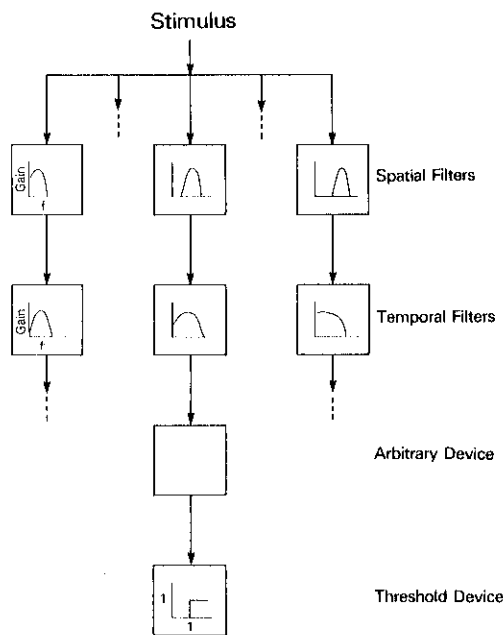 Stimulus
Gain
f
Spatial Filters
Gain
f
Temporal Filters
Arbitrary Device
1
1
Threshold Device